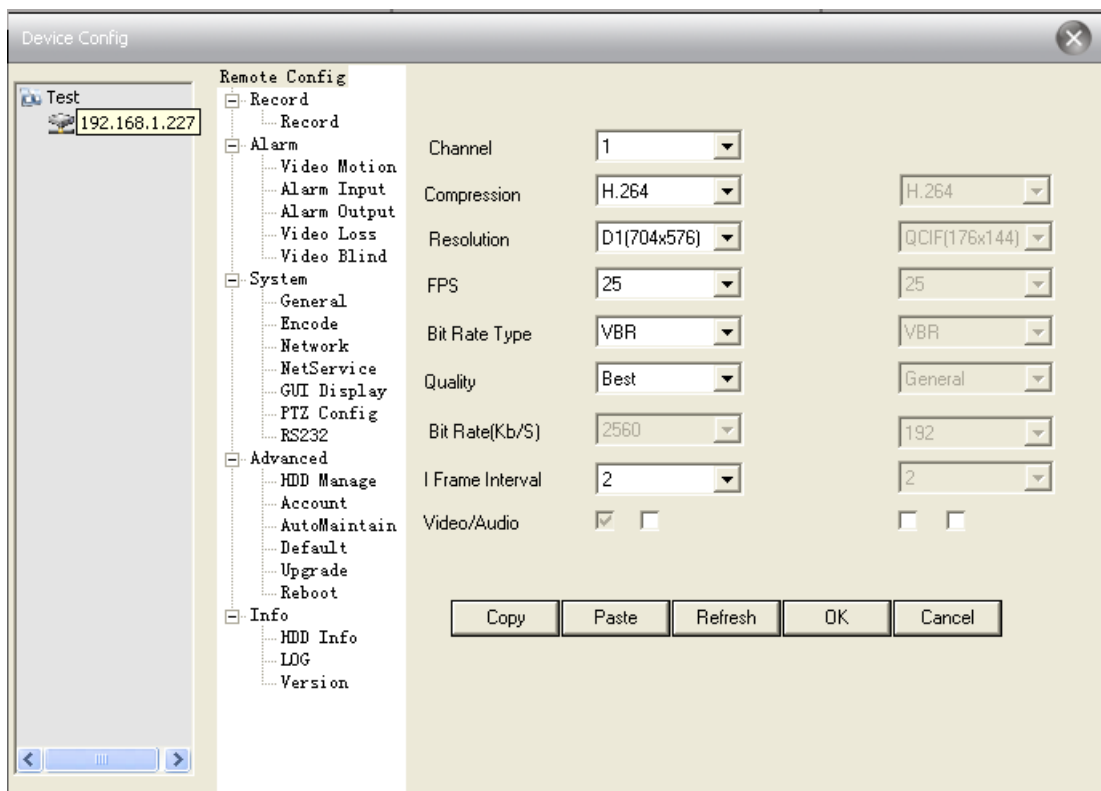 Device Config
Test
192.168.1.227
Remote Config
Record
Record
Alarm
Video Motion
Alarm Input
Alarm Output
Video Loss
Video Blind
System
General
Encode
Network
NetService
GUI Display
PTZ Config
RS232
Advanced
HDD Manage
Account
AutoMaintain
Default
Upgrade
Reboot
Info
HDD Info
LOG
Version
Channel 1
Compression H.264 H.264
Resolution D1(704x576) QCIF(176x144)
FPS 25 25
Bit Rate Type VBR VBR
Quality Best General
Bit Rate(Kb/S) 2560 192
I Frame Interval 2 2
Video/Audio
Copy Paste Refresh OK Cancel